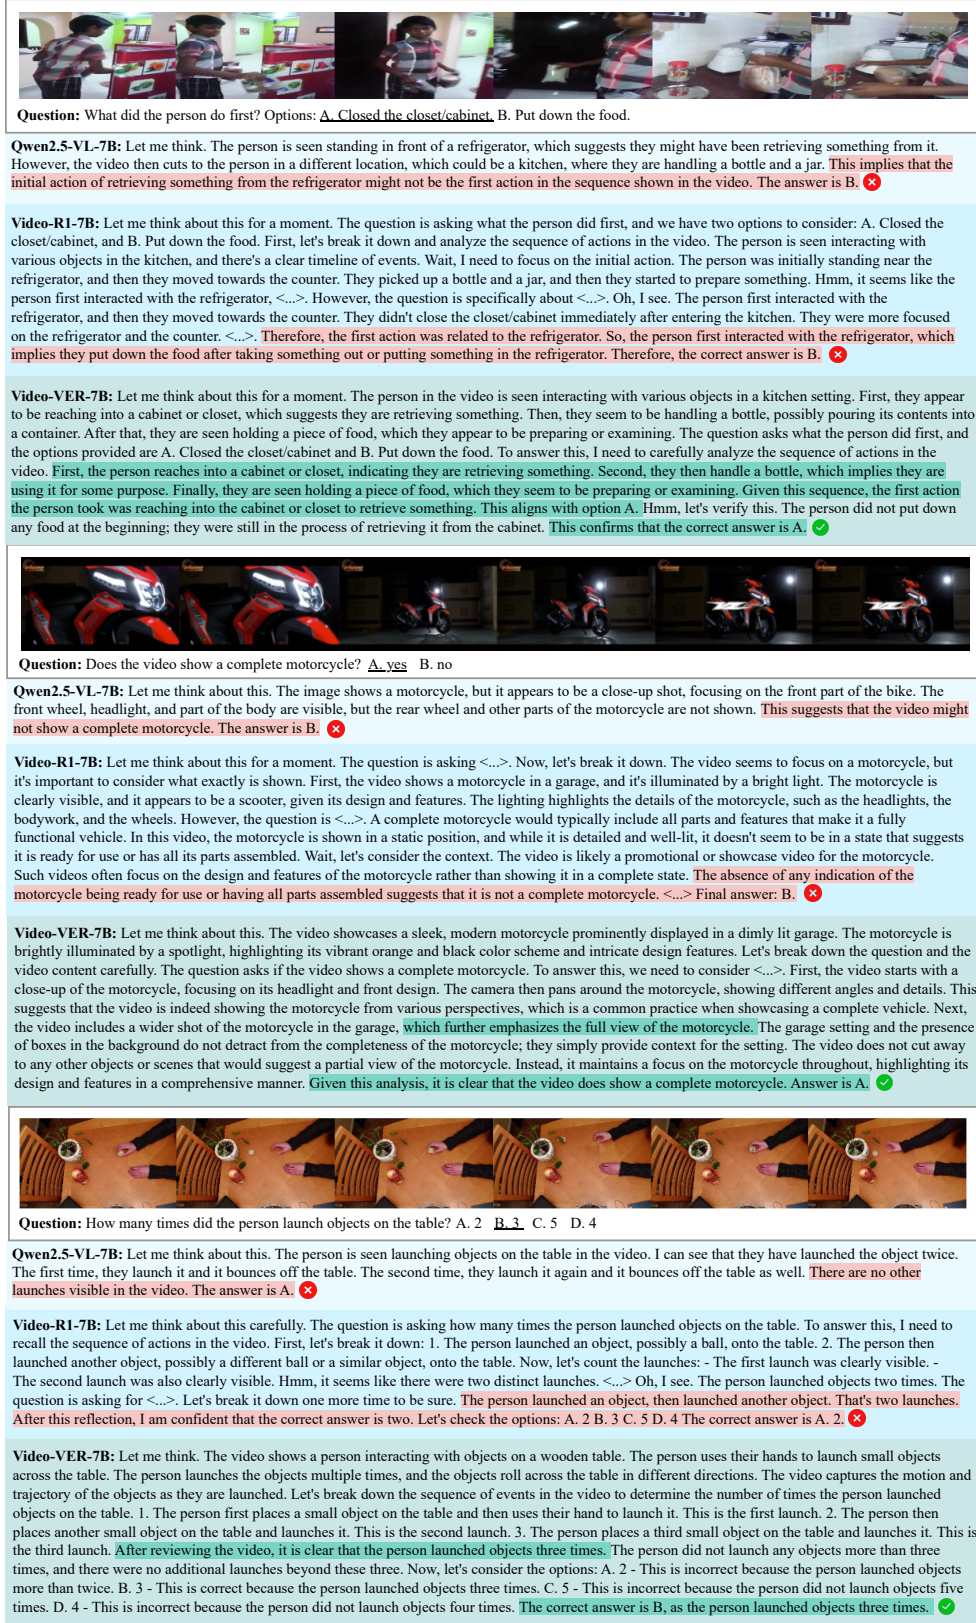 Question: What did the person do first? Options: A. Closed the closet/cabinet. B. Put down the food.
Qwen2.5-VL-7B: Let me think. The person is seen standing in front of a refrigerator, which suggests they might have been retrieving something from it.
However, the video then cuts to the person in a different location, which could be a kitchen, where they are handling a bottle and a jar. This implies that the
initial action of retrieving something from the refrigerator might not be the first action in the sequence shown in the video. The answer is B.
Video-R1-7B: Let me think about this for a moment. The question is asking what the person did first, and we have two options to consider: A. Closed the
closet/cabinet, and B. Put down the food. First, let's break it down and analyze the sequence of actions in the video. The person is seen interacting with
various objects in the kitchen, and there's a clear timeline of events. Wait, I need to focus on the initial action. The person was initially standing near the
refrigerator, and then they moved towards the counter. They picked up a bottle and a jar, and then they started to prepare something. Hmm, it seems like the
person first interacted with the refrigerator, <...>. However, the question is specifically about <...>. Oh, I see. The person first interacted with the
refrigerator, and then they moved towards the counter. They didn't close the closet/cabinet immediately after entering the kitchen. They were more focused
on the refrigerator and the counter. <...>. Therefore, the first action was related to the refrigerator. So, the person first interacted with the refrigerator, which
implies they put down the food after taking something out or putting something in the refrigerator. Therefore, the correct answer is B.
Video-VER-7B: Let me think about this for a moment. The person in the video is seen interacting with various objects in a kitchen setting. First, they appear
to be reaching into a cabinet or closet, which suggests they are retrieving something. Then, they seem to be handling a bottle, possibly pouring its contents into
a container. After that, they are seen holding a piece of food, which they appear to be preparing or examining. The question asks what the person did first, and
the options provided are A. Closed the closet/cabinet and B. Put down the food. To answer this, I need to carefully analyze the sequence of actions in the
video. First, the person reaches into a cabinet or closet, indicating they are retrieving something. Second, they then handle a bottle, which implies they are
using it for some purpose. Finally, they are seen holding a piece of food, which they seem to be preparing or examining. Given this sequence, the first action
the person took was reaching into the cabinet or closet to retrieve something. This aligns with option A. Hmm, let's verify this. The person did not put down
any food at the beginning; they were still in the process of retrieving it from the cabinet. This confirms that the correct answer is A.
Question: Does the video show a complete motorcycle? A. yes B. no
Qwen2.5-VL-7B: Let me think about this. The image shows a motorcycle, but it appears to be a close-up shot, focusing on the front part of the bike. The
front wheel, headlight, and part of the body are visible, but the rear wheel and other parts of the motorcycle are not shown. This suggests that the video might
not show a complete motorcycle. The answer is B.
Video-R1-7B: Let me think about this for a moment. The question is asking <...>. Now, let's break it down. The video seems to focus on a motorcycle, but
it's important to consider what exactly is shown. First, the video shows a motorcycle in a garage, and it's illuminated by a bright light. The motorcycle is
clearly visible, and it appears to be a scooter, given its design and features. The lighting highlights the details of the motorcycle, such as the headlights, the
bodywork, and the wheels. However, the question is <...>. A complete motorcycle would typically include all parts and features that make it a fully
functional vehicle. In this video, the motorcycle is shown in a static position, and while it is detailed and well-lit, it doesn't seem to be in a state that suggests
it is ready for use or has all its parts assembled. Wait, let's consider the context. The video is likely a promotional or showcase video for the motorcycle.
Such videos often focus on the design and features of the motorcycle rather than showing it in a complete state. The absence of any indication of the
motorcycle being ready for use or having all parts assembled suggests that it is not a complete motorcycle. <...> Final answer: B.
Video-VER-7B: Let me think about this. The video showcases a sleek, modern motorcycle prominently displayed in a dimly lit garage. The motorcycle is
brightly illuminated by a spotlight, highlighting its vibrant orange and black color scheme and intricate design features. Let's break down the question and the
video content carefully. The question asks if the video shows a complete motorcycle. To answer this, we need to consider <...>. First, the video starts with a
close-up of the motorcycle, focusing on its headlight and front design. The camera then pans around the motorcycle, showing different angles and details. This
suggests that the video is indeed showing the motorcycle from various perspectives, which is a common practice when showcasing a complete vehicle. Next,
the video includes a wider shot of the motorcycle in the garage, which further emphasizes the full view of the motorcycle. The garage setting and the presence
of boxes in the background do not detract from the completeness of the motorcycle; they simply provide context for the setting. The video does not cut away
to any other objects or scenes that would suggest a partial view of the motorcycle. Instead, it maintains a focus on the motorcycle throughout, highlighting its
design and features in a comprehensive manner. Given this analysis, it is clear that the video does show a complete motorcycle. Answer is A.
Question: How many times did the person launch objects on the table? A. 2 B. 3 C. 5 D. 4
Qwen2.5-VL-7B: Let me think about this. The person is seen launching objects on the table in the video. I can see that they have launched the object twice.
The first time, they launch it and it bounces off the table. The second time, they launch it again and it bounces off the table as well. There are no other
launches visible in the video. The answer is A.
Video-R1-7B: Let me think about this carefully. The question is asking how many times the person launched objects on the table. To answer this, I need to
recall the sequence of actions in the video. First, let's break it down: 1. The person launched an object, possibly a ball, onto the table. 2. The person then
launched another object, possibly a different ball or a similar object, onto the table. Now, let's count the launches: - The first launch was clearly visible. -
The second launch was also clearly visible. Hmm, it seems like there were two distinct launches. <...> Oh, I see. The person launched objects two times. The
question is asking for <...>. Let's break it down one more time to be sure. The person launched an object, then launched another object. That's two launches.
After this reflection, I am confident that the correct answer is two. Let's check the options: A. 2 B. 3 C. 5 D. 4 The correct answer is A. 2.
Video-VER-7B: Let me think. The video shows a person interacting with objects on a wooden table. The person uses their hands to launch small objects
across the table. The person launches the objects multiple times, and the objects roll across the table in different directions. The video captures the motion and
trajectory of the objects as they are launched. Let's break down the sequence of events in the video to determine the number of times the person launched
objects on the table. 1. The person first places a small object on the table and then uses their hand to launch it. This is the first launch. 2. The person then
places another small object on the table and launches it. This is the second launch. 3. The person places a third small object on the table and launches it. This is
the third launch. After reviewing the video, it is clear that the person launched objects three times. The person did not launch any objects more than three
times, and there were no additional launches beyond these three. Now, let's consider the options: A. 2 - This is incorrect because the person launched objects
more than twice. B. 3 - This is correct because the person launched objects three times. C. 5 - This is incorrect because the person did not launch objects five
times. D. 4 - This is incorrect because the person did not launch objects four times. The correct answer is B, as the person launched objects three times.